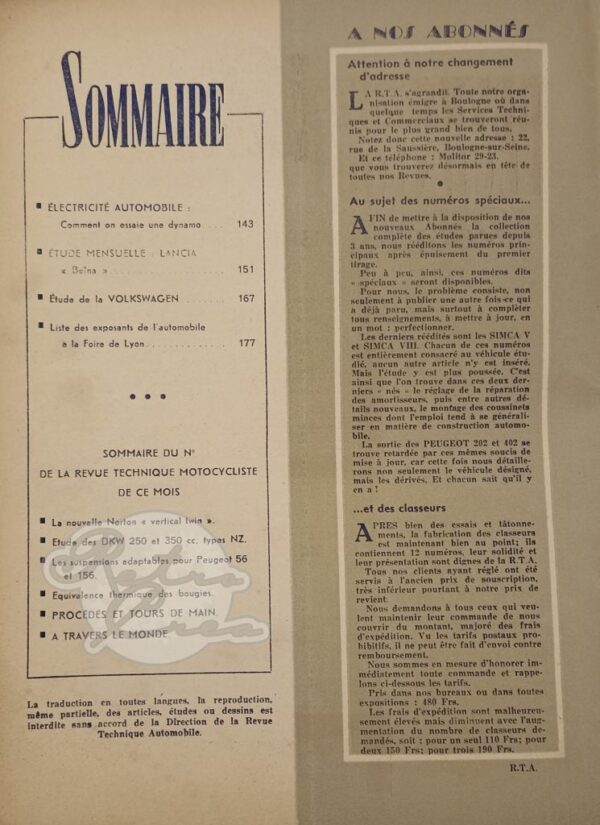 SOMMAIRE
ÉLECTRICITÉ AUTOMOBILE :
Comment on essaie une dynamo .... 143
ÉTUDE MENSUELLE : LANCIA
« Belna » .................... 151
Étude de la VOLKSWAGEN ........ 167
Liste des exposants de l'automobile
à la Foire de Lyon .............. 177
SOMMAIRE DU N°
DE LA REVUE TECHNIQUE MOTOCYCLISTE
DE CE MOIS
La nouvelle Norton « vertical twin ».
Etude des DKW 250 et 350 cc. types NZ.
Les suspensions adaptables pour Peugeot 56
et 156.
Equivalence thermique des bougies.
PROCÉDÉS ET TOURS DE MAIN.
A TRAVERS LE MONDE
Retro
La traduction en toutes langues, la reproduction,
même partielle, des articles, études ou dessins est
interdite sans accord de la Direction de la Revue
Technique Automobile.
A NOS ABONNÉS
Attention à notre changement
d'adresse
LA R.T.A. s'agrandit. Toute notre orga-
nisation émigre à Boulogne où dans
quelque temps les Services Techni-
ques et Commerciaux se trouveront réu-
nis pour le plus grand bien de tous.
Notez donc cette nouvelle adresse : 22,
rue de la Saussière, Boulogne-sur-Seine.
Et ce téléphone : Molitor 29-23.
que vous trouverez désormais en tête de
toutes nos Revues.
Au sujet des numéros spéciaux...
AFIN de mettre à la disposition de nos
nouveaux Abonnés la collection
complète des études parues depuis
3 ans, nous rééditons les numéros prin-
cipaux après épuisement du premier
tirage.
Peu à peu, ainsi, ces numéros dits
« spéciaux » seront disponibles.
Pour nous, le problème consiste, non
seulement à publier une autre fois ce qui
a déjà paru, mais surtout à compléter
tous renseignements, à mettre à jour, en
un mot : perfectionner.
Les derniers réédités sont les SIMCA V
et SIMCA VIII. Chacun de ces numéros
est entièrement consacré au véhicule étu-
dié, aucun autre article n'y est inséré.
Mais l'étude y est plus poussée. C'est
ainsi que l'on trouve dans ces deux der-
niers « nés » le réglage de la réparation
des amortisseurs, puis entre autres dé-
tails nouveaux, le montage des coussinets
minces dont l'emploi tend à se générali-
ser en matière de construction automo-
bile.
La sortie des PEUGEOT 202 et 402 se
trouve retardée par ces mêmes soucis de
mise à jour, car cette fois nous détaille-
rons non seulement le véhicule désigné,
mais les dérivés. Et chacun sait qu'il y
en a !
...et des classeurs
APRES bien des essais et tâtonne-
ments, la fabrication des classeurs
est maintenant bien au point; ils
contiennent 12 numéros, leur solidité et
leur présentation sont dignes de la R.T.A.
Tous nos clients ayant réglé ont été
servis à l'ancien prix de souscription,
très inférieur pourtant à notre prix de
revient.
Nous demandons à tous ceux qui veu-
lent maintenir leur commande de nous
couvrir du montant, majoré des frais
d'expédition. Vu les tarifs postaux pro-
hibitifs, il ne peut être fait d'envoi contre
remboursement.
Nous sommes en mesure d'honorer im-
médiatement toute commande et rappe-
lons ci-dessous les tarifs.
Pris dans nos bureaux ou dans toutes
expositions : 480 Frs.
Les frais d'expédition sont malheureu-
sement élevés mais diminuent avec l'aug-
mentation du nombre de classeurs de-
mandés, soit : pour un seul 110 Frs; pour
deux 150 Frs; pour trois 190 Frs.
R.T.A.